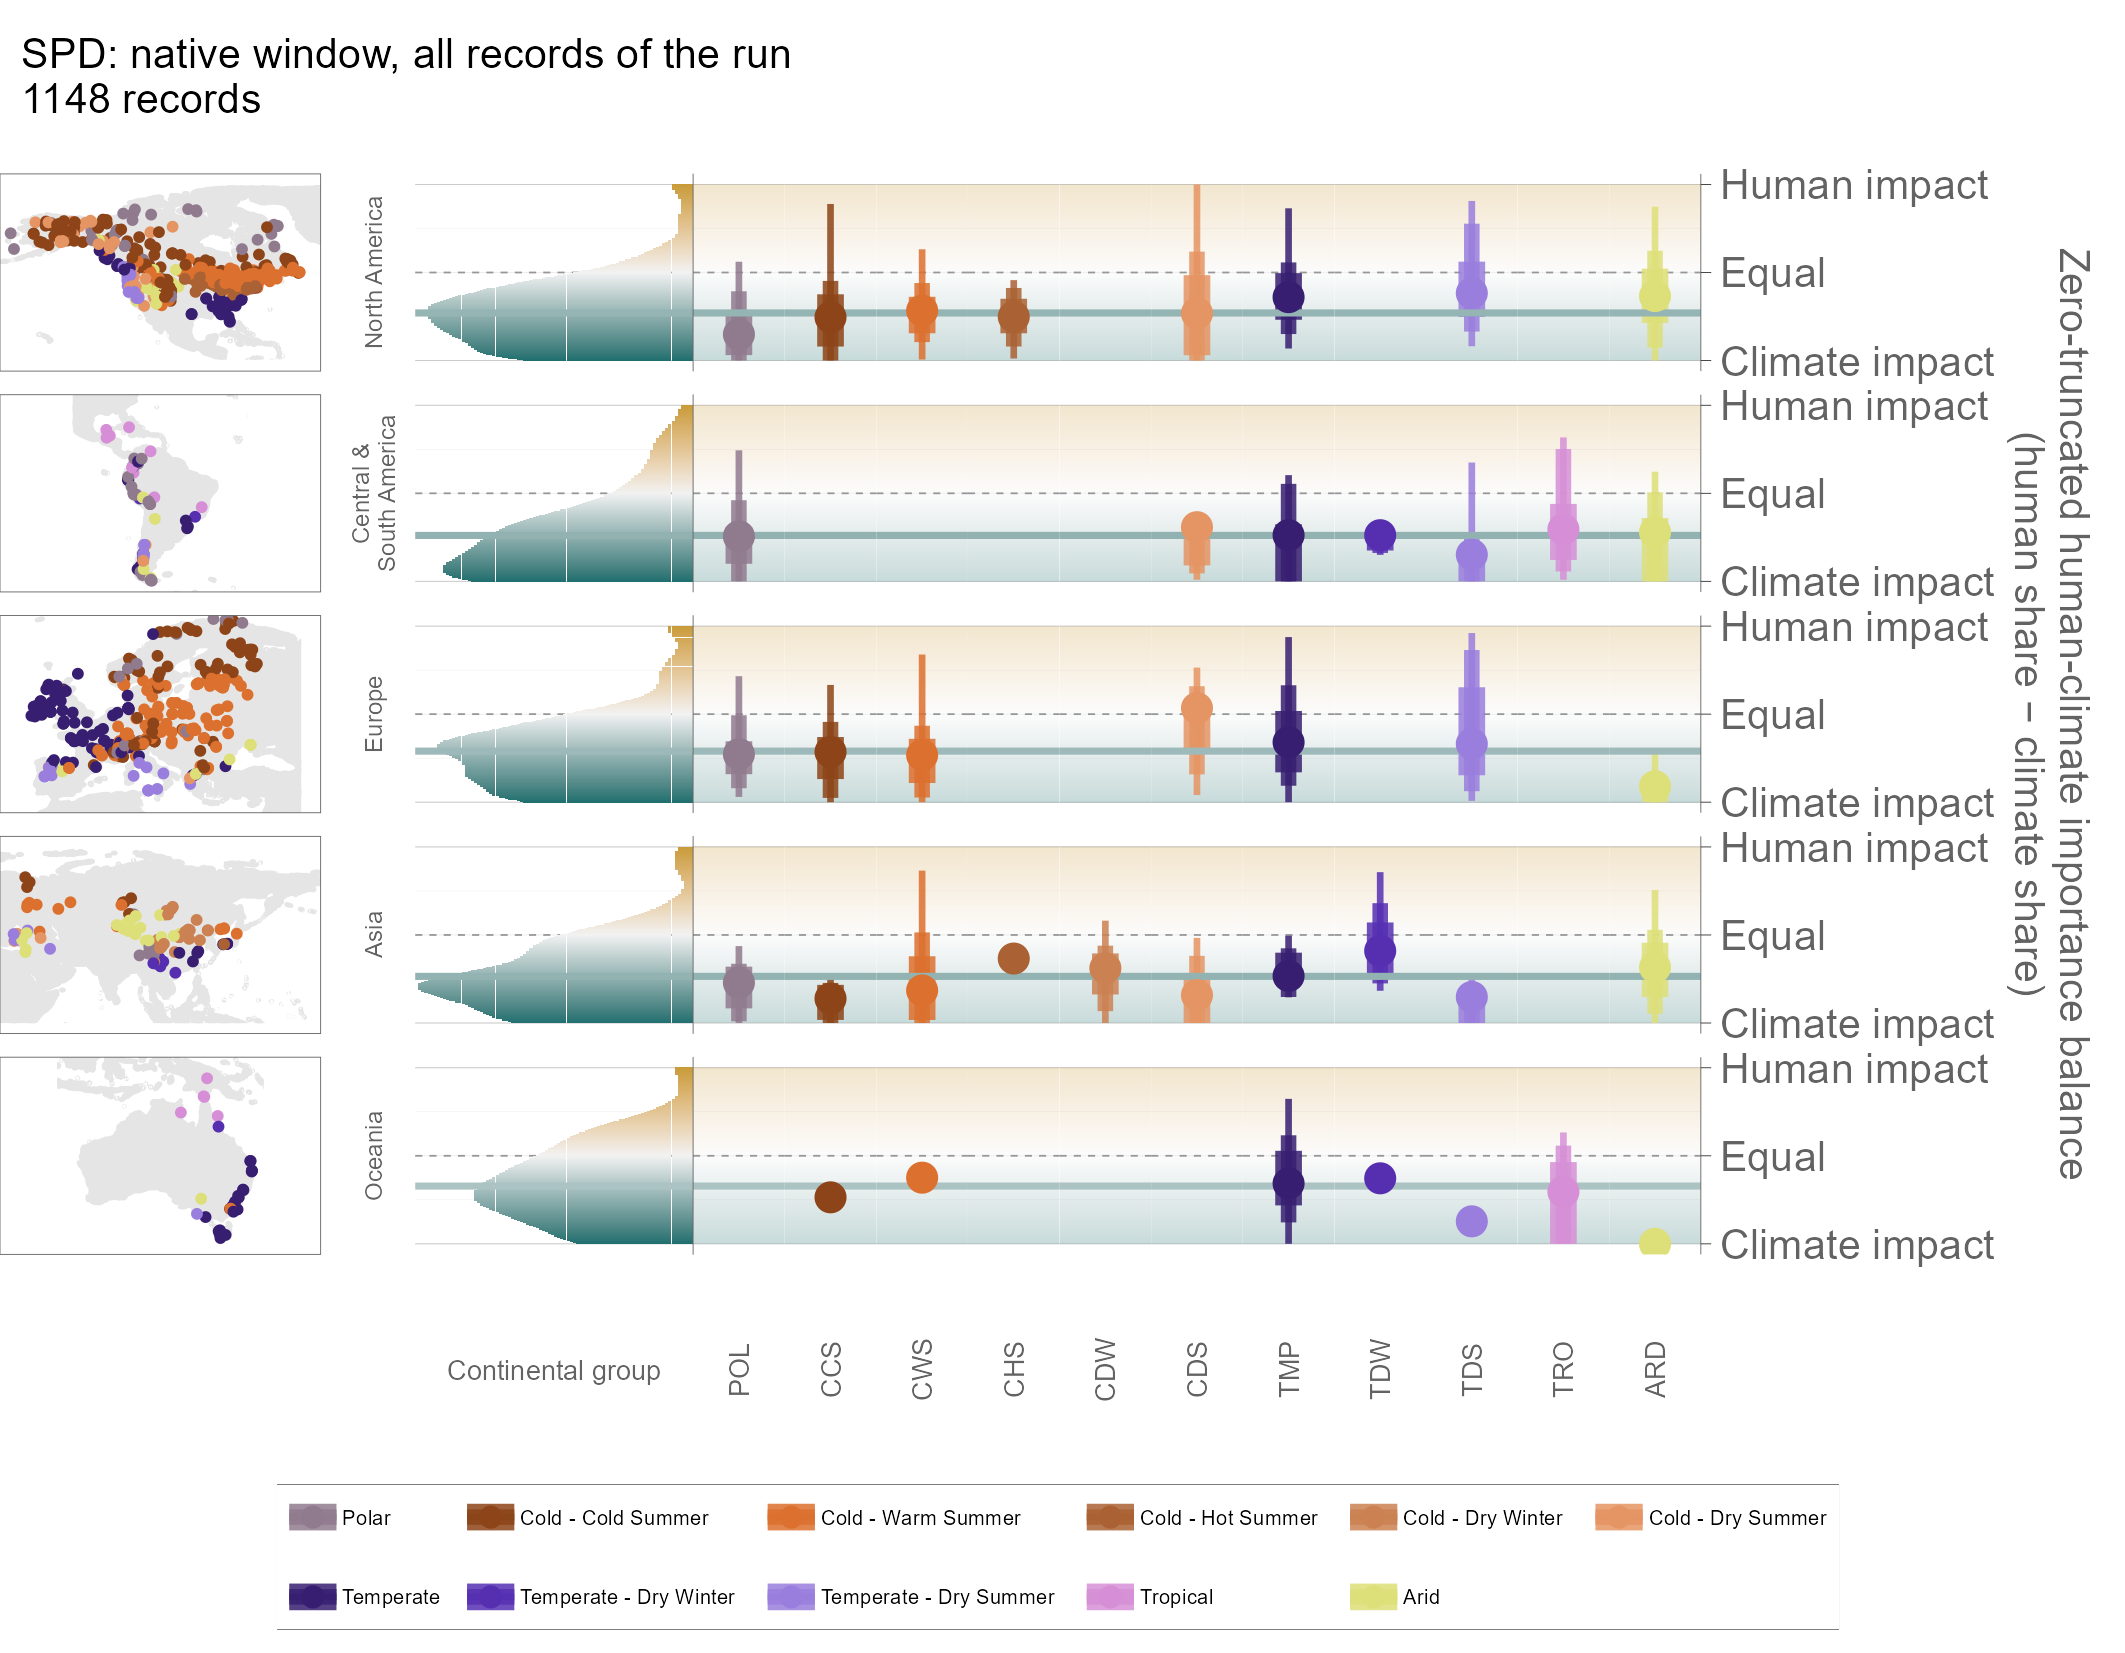 SPD: native window, all records of the run
1148 records
North America
Human impact
Equal
Climate impact
Central &
South America
Human impact
Equal
Climate impact
Europe
Human impact
Equal
Climate impact
Asia
Human impact
Equal
Climate impact
Oceania
Human impact
Equal
Climate impact
Zero-truncated human-climate importance balance
(human share – climate share)
Continental group
POL
CCS
CWS
CHS
CDW
CDS
TMP
TDW
TDS
TRO
ARD
Polar
Cold - Cold Summer
Cold - Warm Summer
Cold - Hot Summer
Cold - Dry Winter
Cold - Dry Summer
Temperate
Temperate - Dry Winter
Temperate - Dry Summer
Tropical
Arid